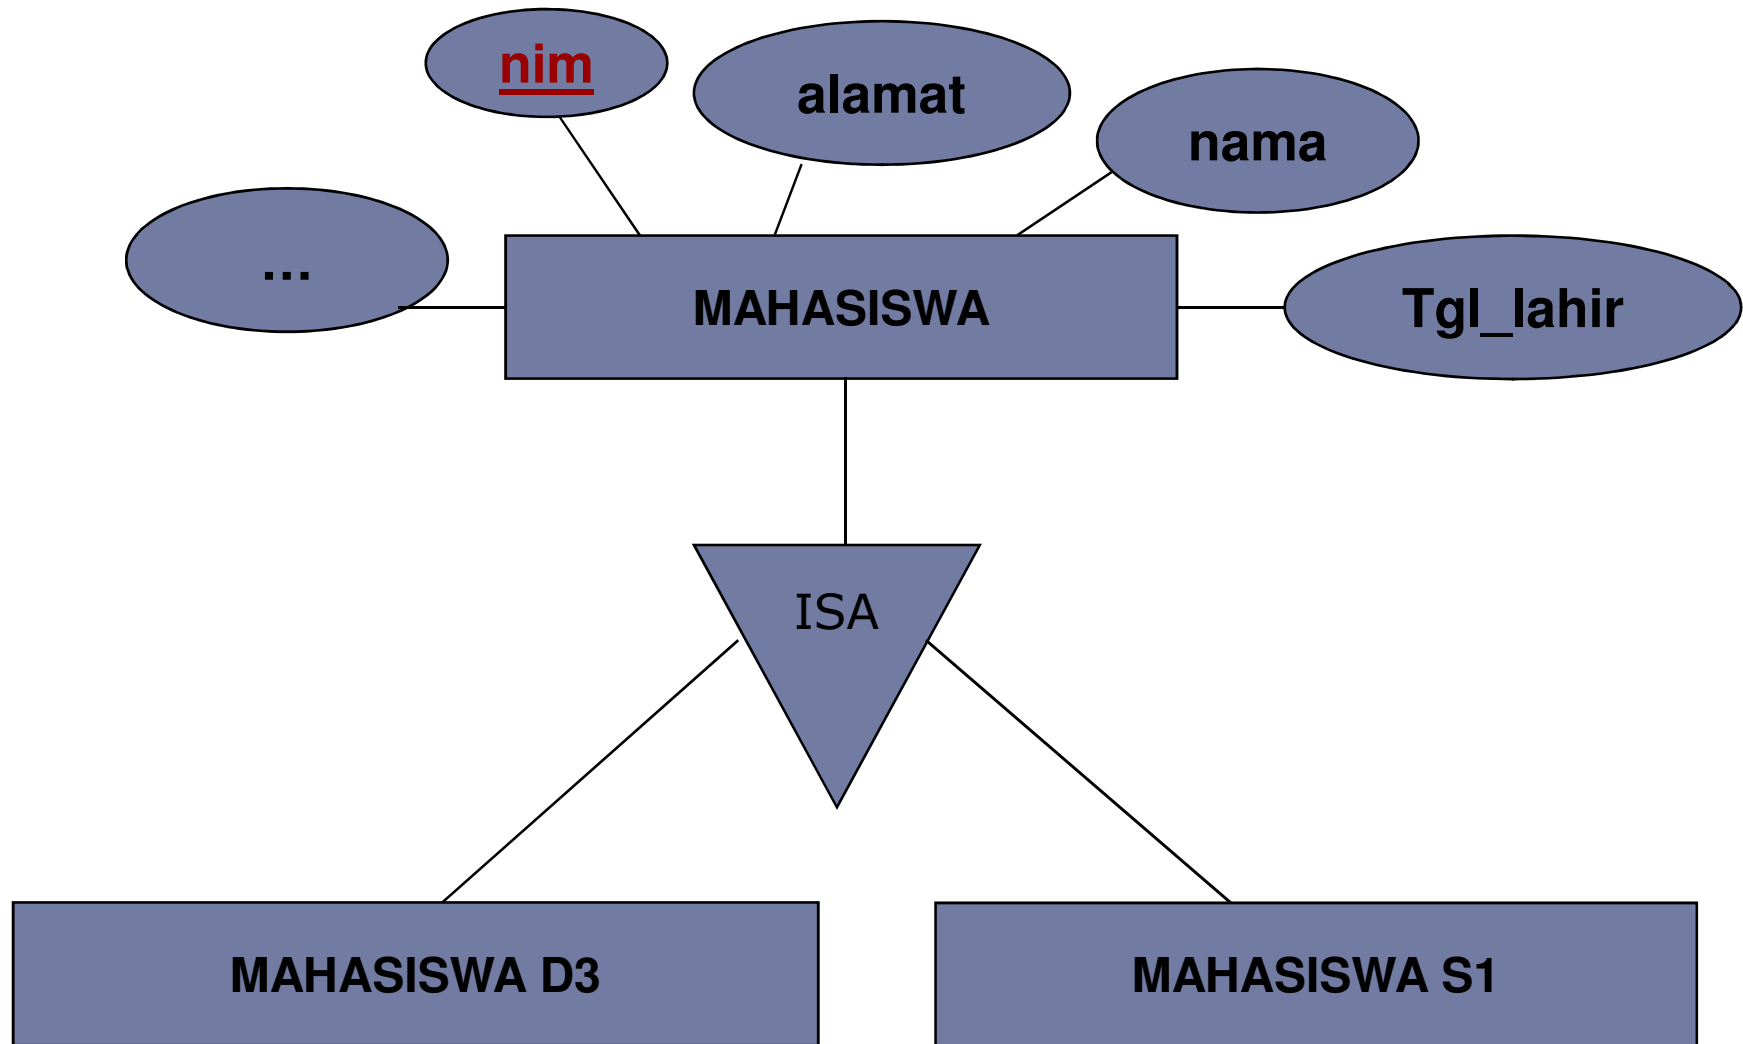 nim
alamat
nama
...
MAHASISWA
Tgl_lahir
ISA
MAHASISWA D3
MAHASISWA S1